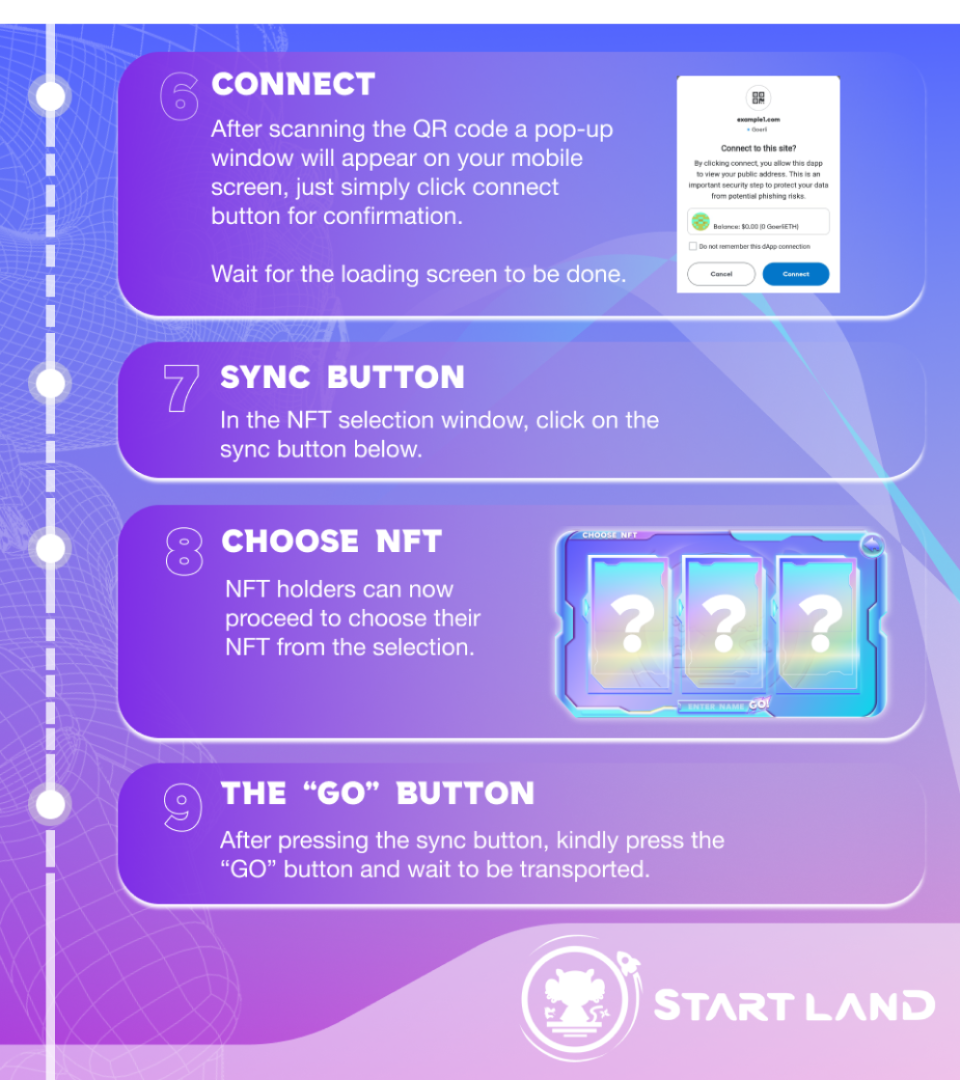 6
CONNECT
After scanning the QR code a pop-up
window will appear on your mobile
screen, just simply click connect
button for confirmation.
Wait for the loading screen to be done.
example1.com
Goerli
Connect to this site?
By clicking connect, you allow this dapp
to view your public address. This is an
important security step to protect your data
from potential phishing risks.
Balance: $0.00 (0 GoerliETH)
Do not remember this dApp connection
Cancel
Connect
7
SYNC BUTTON
In the NFT selection window, click on the
sync button below.
8
CHOOSE NFT
NFT holders can now
proceed to choose their
NFT from the selection.
CHOOSE NFT
? ? ?
ENTER NAME GO!
9
THE “GO” BUTTON
After pressing the sync button, kindly press the
“GO” button and wait to be transported.
START LAND